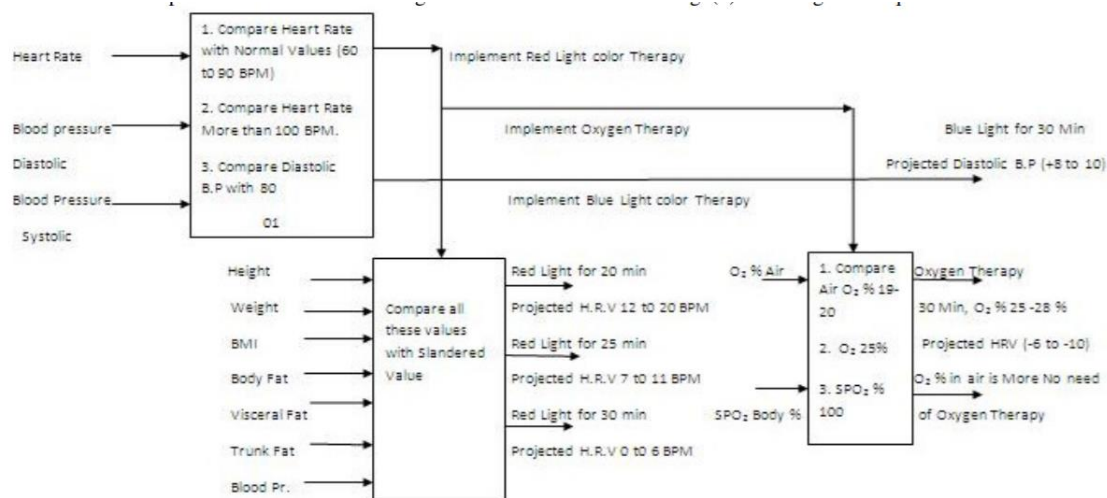 Heart Rate
Blood pressure
Diastolic
Blood Pressure
Systolic
1. Compare Heart Rate
with Normal Values (60
to 90 BPM)
2. Compare Heart Rate
More than 100 BPM.
3. Compare Diastolic
B.P with 80
01
Implement Red Light color Therapy
Implement Oxygen Therapy
Implement Blue Light color Therapy
Blue Light for 30 Min
Projected Diastolic B.P (+8 to 10)
Height
Weight
BMI
Body Fat
Visceral Fat
Trunk Fat
Blood Pr.
Compare all
these values
with Slandered
Value
Red Light for 20 min
Projected H.R.V 12 to 20 BPM
Red Light for 25 min
Projected H.R.V 7 to 11 BPM
Red Light for 30 min
Projected H.R.V 0 to 6 BPM
O₂ % Air
SPO₂ Body %
1. Compare
Air O₂ % 19-
20
2. O₂ 25%
3. SPO₂ %
100
Oxygen Therapy
30 Min, O₂ % 25 -28 %
Projected HRV (-6 to -10)
O₂ % in air is More No need
of Oxygen Therapy